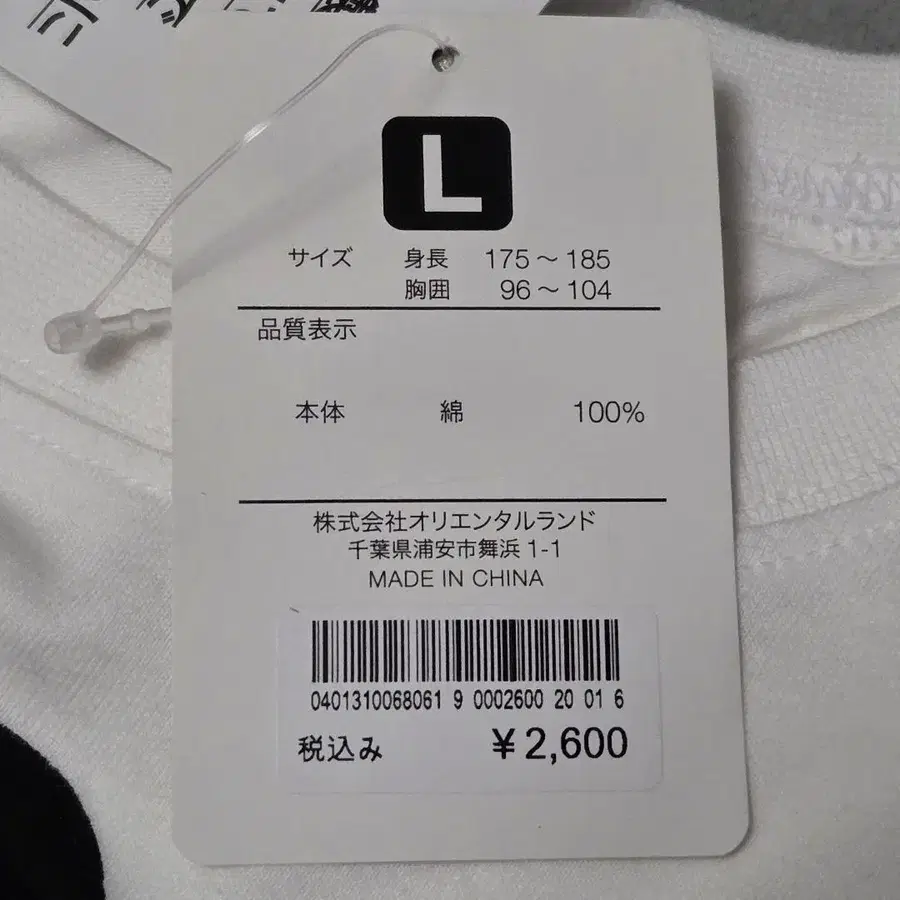 L
サイズ 身長 175～185
胸囲 96～104
品質表示
本体 綿 100%
株式会社オリエンタルランド
千葉県浦安市舞浜 1-1
MADE IN CHINA
0401310068061 9 0002600 20 01 6
税込み ¥2,600